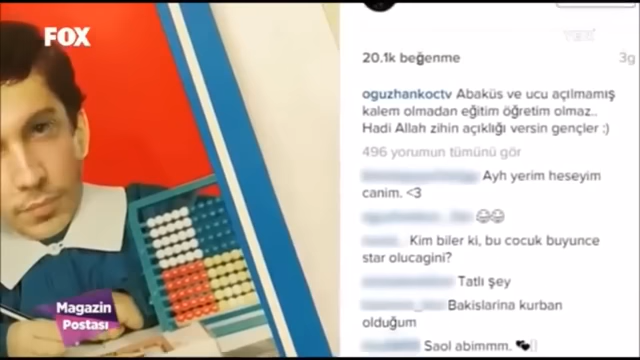 FOX
YENİ
20.1k beğenme
3g
oguzhankoctv Abaküs ve ucu açılmamış
kalem olmadan eğitim öğretim olmaz..
Hadi Allah zihin açıklığı versin gençler :)
496 yorumun tümünü gör
Ayh yerim heseyim
canim. <3
😂😂
Kim biler ki, bu cocuk buyunce
star olucagini?
Tatlı şey
Bakislarina kurban
olduğum
Saol abimmm. 🖤
Magazin
Postası